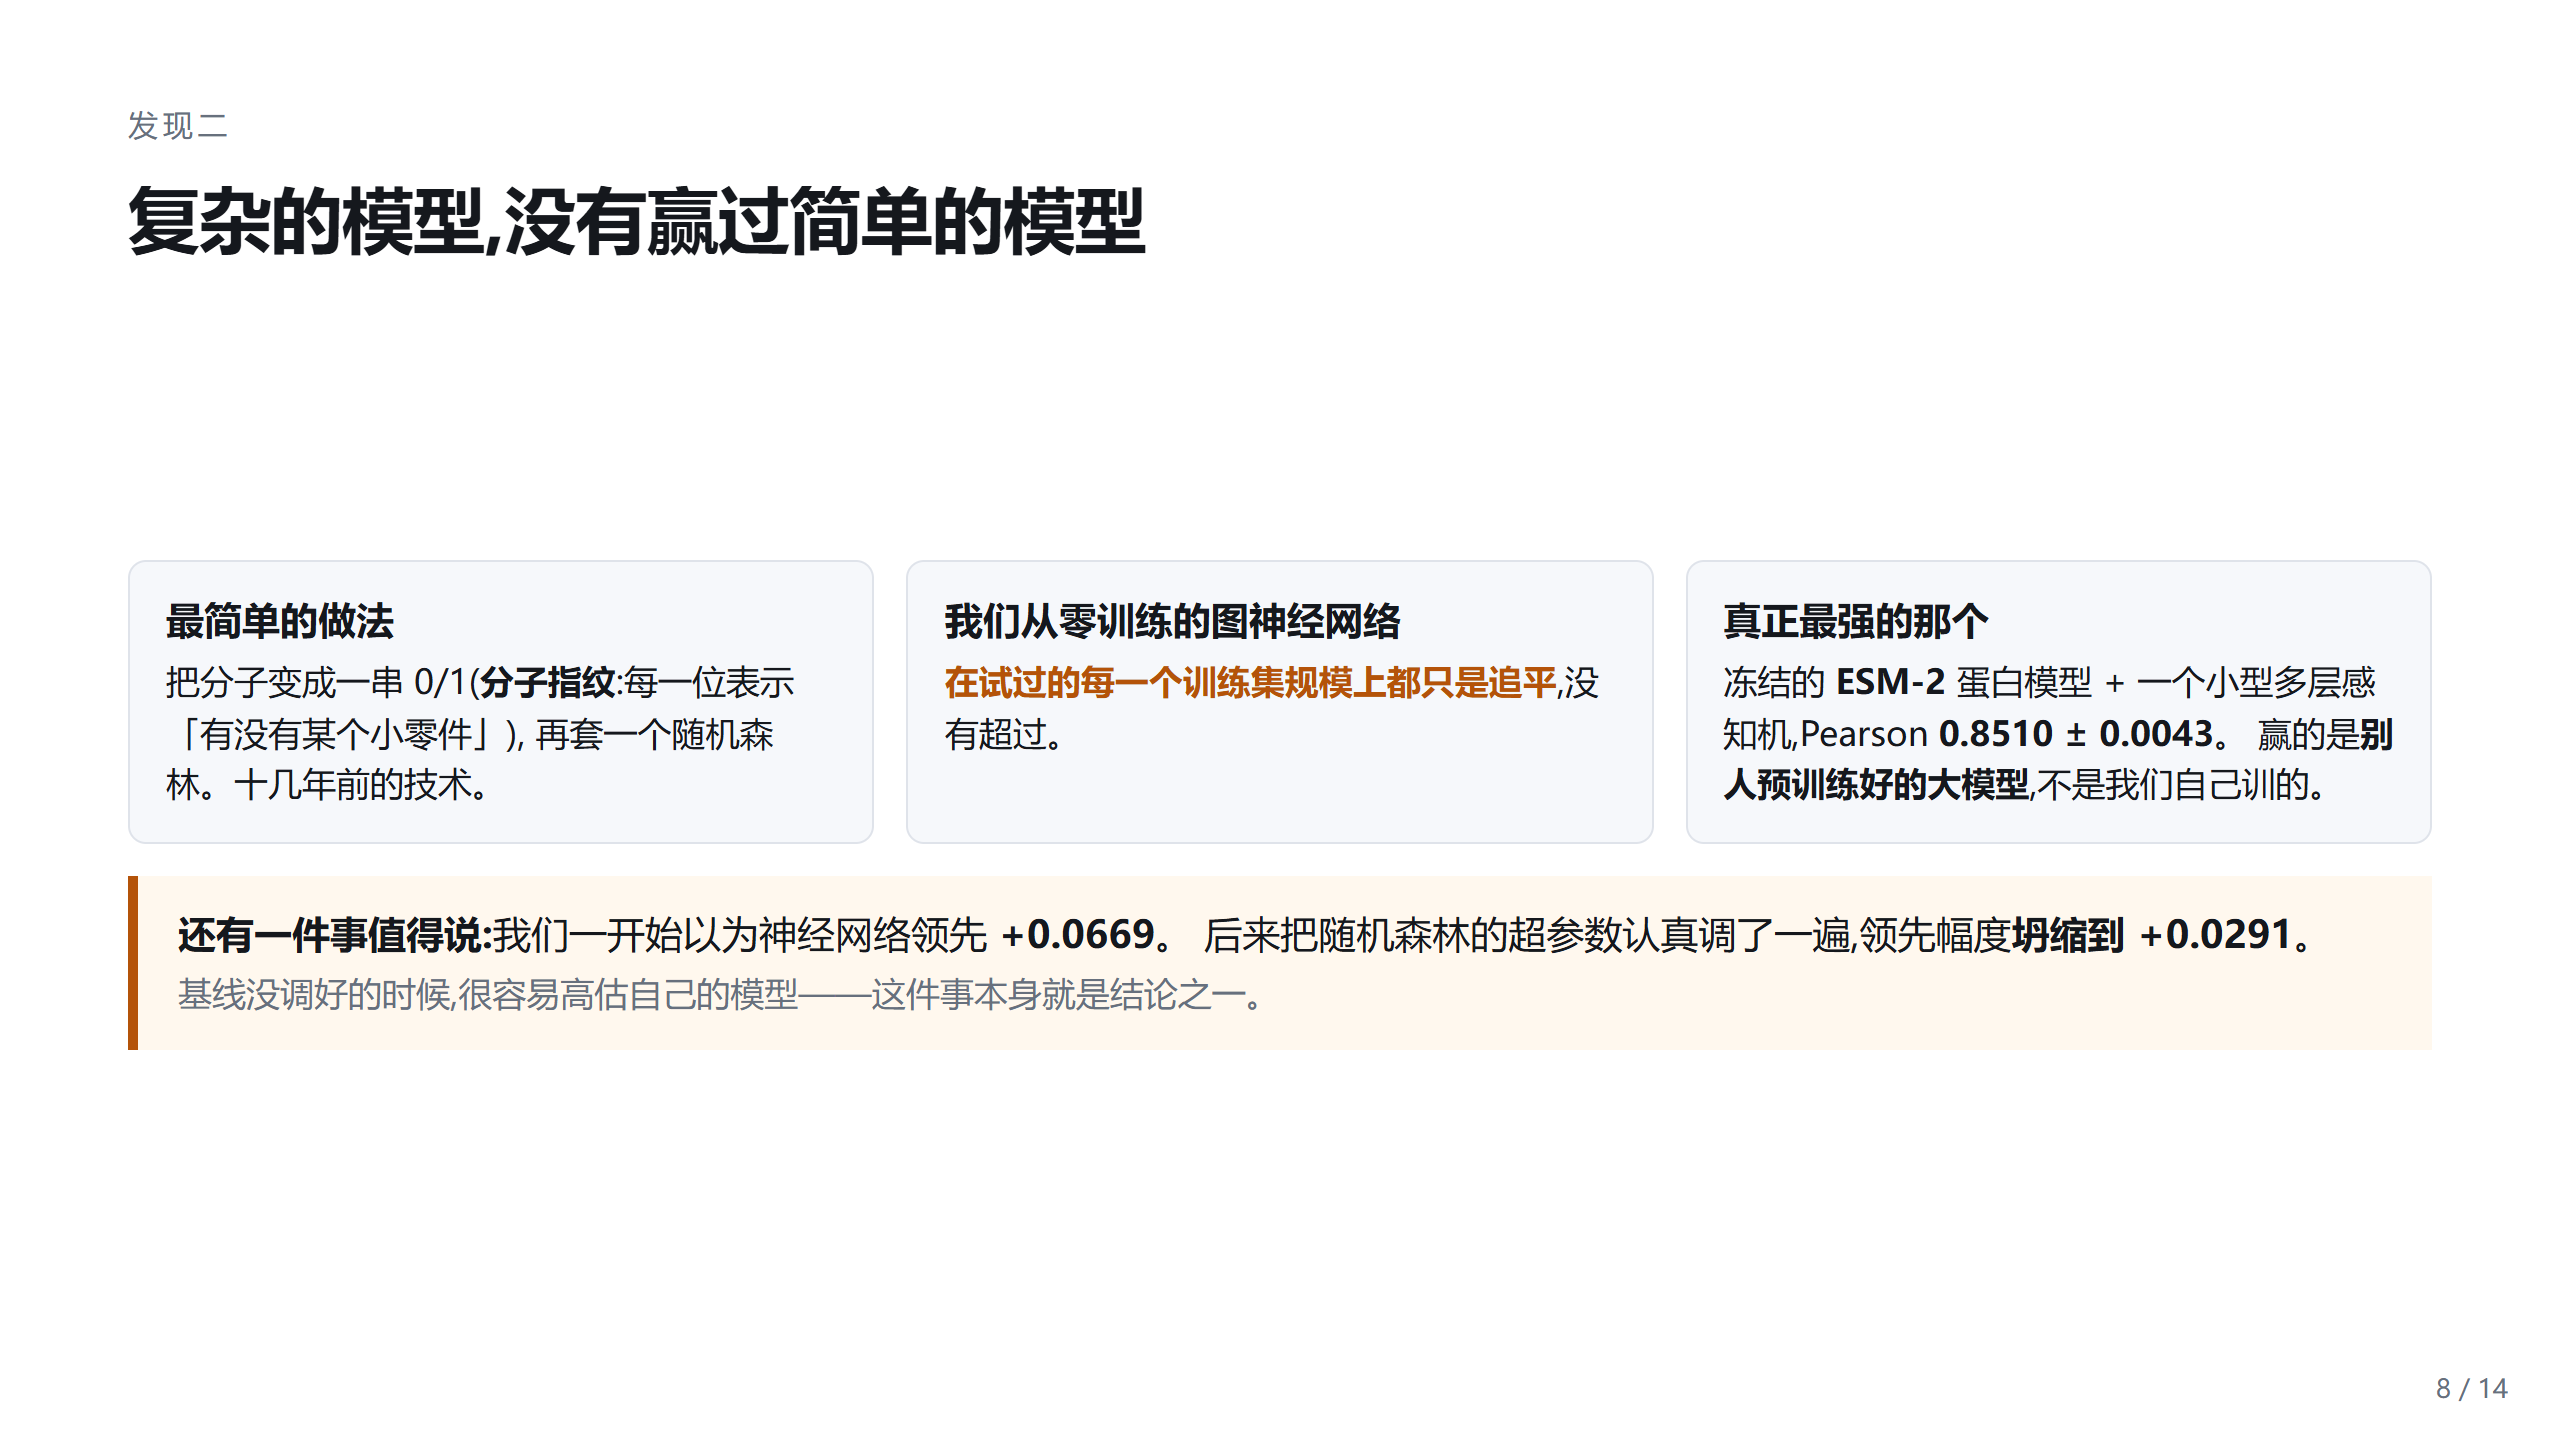 发现二
复杂的模型,没有赢过简单的模型
最简单的做法
把分子变成一串 0/1(分子指纹:每一位表示
「有没有某个小零件」), 再套一个随机森
林。十几年前的技术。
我们从零训练的图神经网络
在试过的每一个训练集规模上都只是追平,没
有超过。
真正最强的那个
冻结的 ESM-2 蛋白模型 + 一个小型多层感
知机,Pearson 0.8510 ± 0.0043。 赢的是别
人预训练好的大模型,不是我们自己训的。
还有一件事值得说:我们一开始以为神经网络领先 +0.0669。 后来把随机森林的超参数认真调了一遍,领先幅度坍缩到 +0.0291。
基线没调好的时候,很容易高估自己的模型——这件事本身就是结论之一。
8 / 14